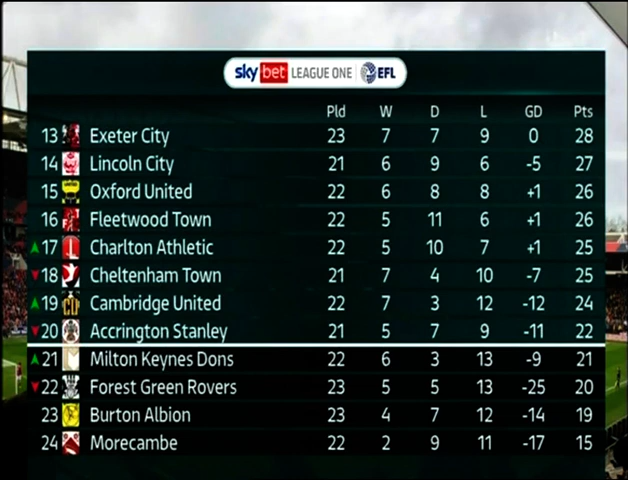 sky bet LEAGUE ONE EFL
Pld W D L GD Pts
13 Exeter City 23 7 7 9 0 28
14 Lincoln City 21 6 9 6 -5 27
15 Oxford United 22 6 8 8 +1 26
16 Fleetwood Town 22 5 11 6 +1 26
17 Charlton Athletic 22 5 10 7 +1 25
18 Cheltenham Town 21 7 4 10 -7 25
19 Cambridge United 22 7 3 12 -12 24
20 Accrington Stanley 21 5 7 9 -11 22
21 Milton Keynes Dons 22 6 3 13 -9 21
22 Forest Green Rovers 23 5 5 13 -25 20
23 Burton Albion 23 4 7 12 -14 19
24 Morecambe 22 2 9 11 -17 15